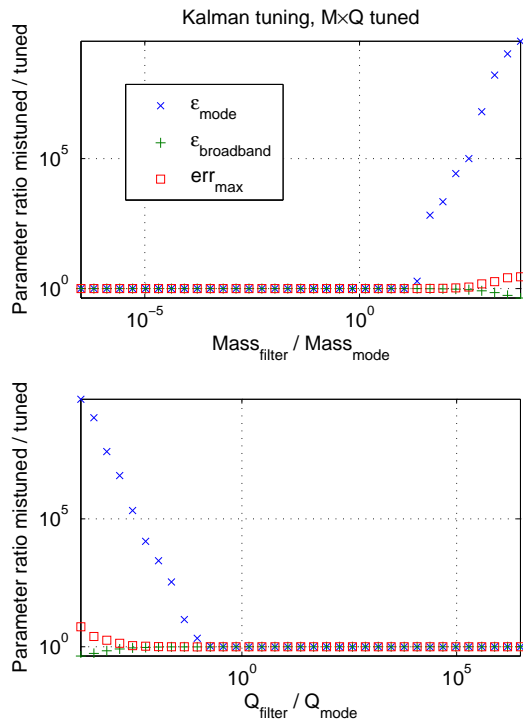 Kalman tuning, M×Q tuned
Parameter ratio mistuned / tuned
10^5
10^0
ε_mode
ε_broadband
err_max
10^−5
10^0
Mass_filter / Mass_mode
Parameter ratio mistuned / tuned
10^5
10^0
10^0
10^5
Q_filter / Q_mode